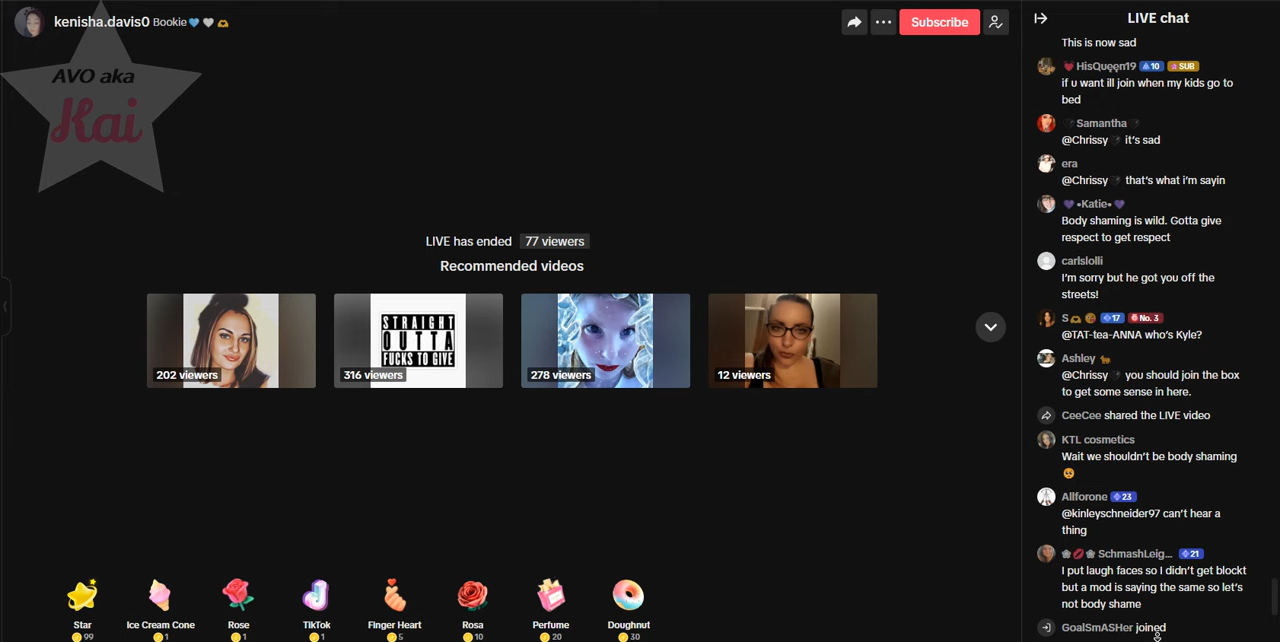 kenisha.davis0 Bookie
Subscribe
AVO aka
Kai
LIVE has ended 77 viewers
Recommended videos
202 viewers
STRAIGHT
OUTTA
FUCKS TO GIVE
316 viewers
278 viewers
12 viewers
Star
99
Ice Cream Cone
1
Rose
1
TikTok
1
Finger Heart
5
Rosa
10
Perfume
20
Doughnut
30
LIVE chat
This is now sad
HisQuęęn19 10 SUB
if u want ill join when my kids go to
bed
Samantha
@Chrissy it's sad
era
@Chrissy that's what i'm sayin
•Katie•
Body shaming is wild. Gotta give
respect to get respect
carlslolli
I'm sorry but he got you off the
streets!
S 17 No. 3
@TAT-tea-ANNA who's Kyle?
Ashley
@Chrissy you should join the box
to get some sense in here.
CeeCee shared the LIVE video
KTL cosmetics
Wait we shouldn't be body shaming
Allforone 23
@kinleyschneider97 can't hear a
thing
SchmashLeig... 21
I put laugh faces so I didn't get blockt
but a mod is saying the same so let's
not body shame
GoalSmASHer joined